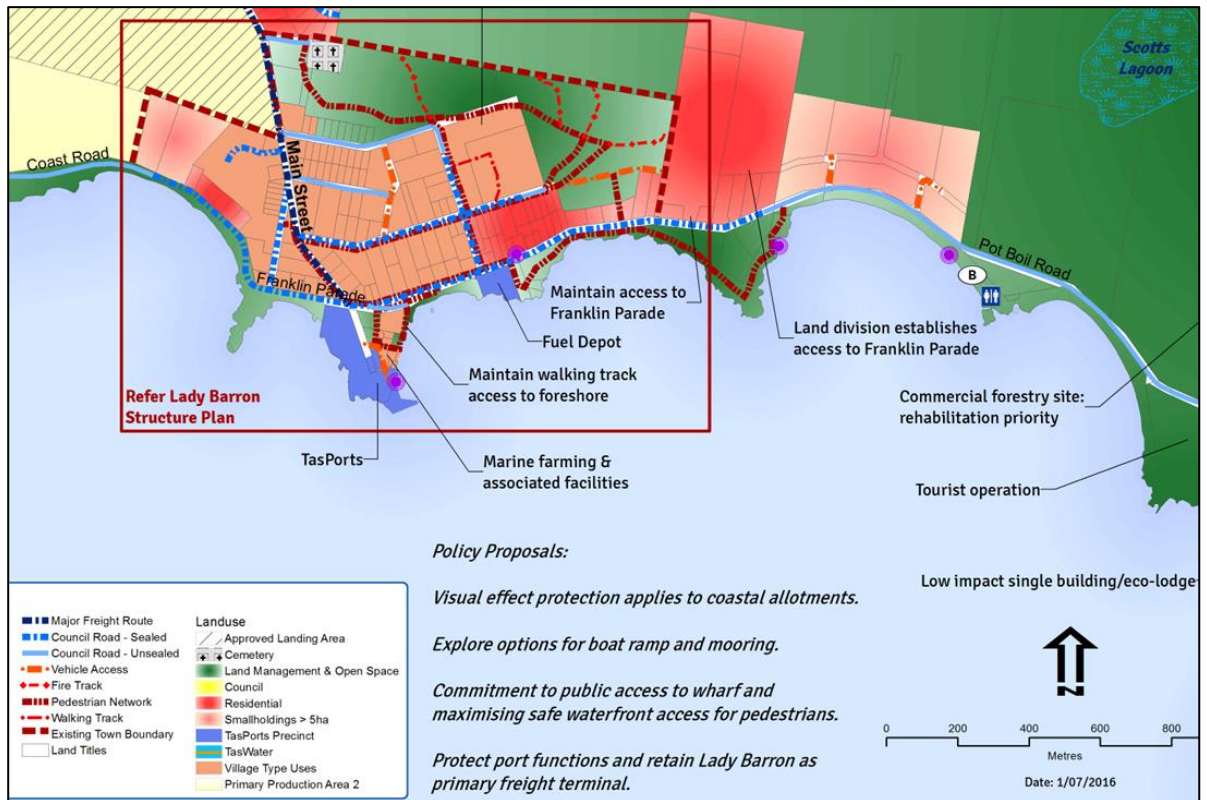 Scotts
Lagoon
Coast Road
Main Street
Franklin Parade
Pot Boil Road
B
Maintain access to
Franklin Parade
Land division establishes
access to Franklin Parade
Fuel Depot
Maintain walking track
access to foreshore
Refer Lady Barron
Structure Plan
Commercial forestry site:
rehabilitation priority
TasPorts
Marine farming &
associated facilities
Tourist operation
Policy Proposals:
Visual effect protection applies to coastal allotments.
Explore options for boat ramp and mooring.
Commitment to public access to wharf and
maximising safe waterfront access for pedestrians.
Protect port functions and retain Lady Barron as
primary freight terminal.
Low impact single building/eco-lodge
N
0 200 400 600 800
Metres
Date: 1/07/2016
Major Freight Route
Council Road - Sealed
Council Road - Unsealed
Vehicle Access
Fire Track
Pedestrian Network
Walking Track
Existing Town Boundary
Land Titles
Landuse
Approved Landing Area
Cemetery
Land Management & Open Space
Council
Residential
Smallholdings > 5ha
TasPorts Precinct
TasWater
Village Type Uses
Primary Production Area 2